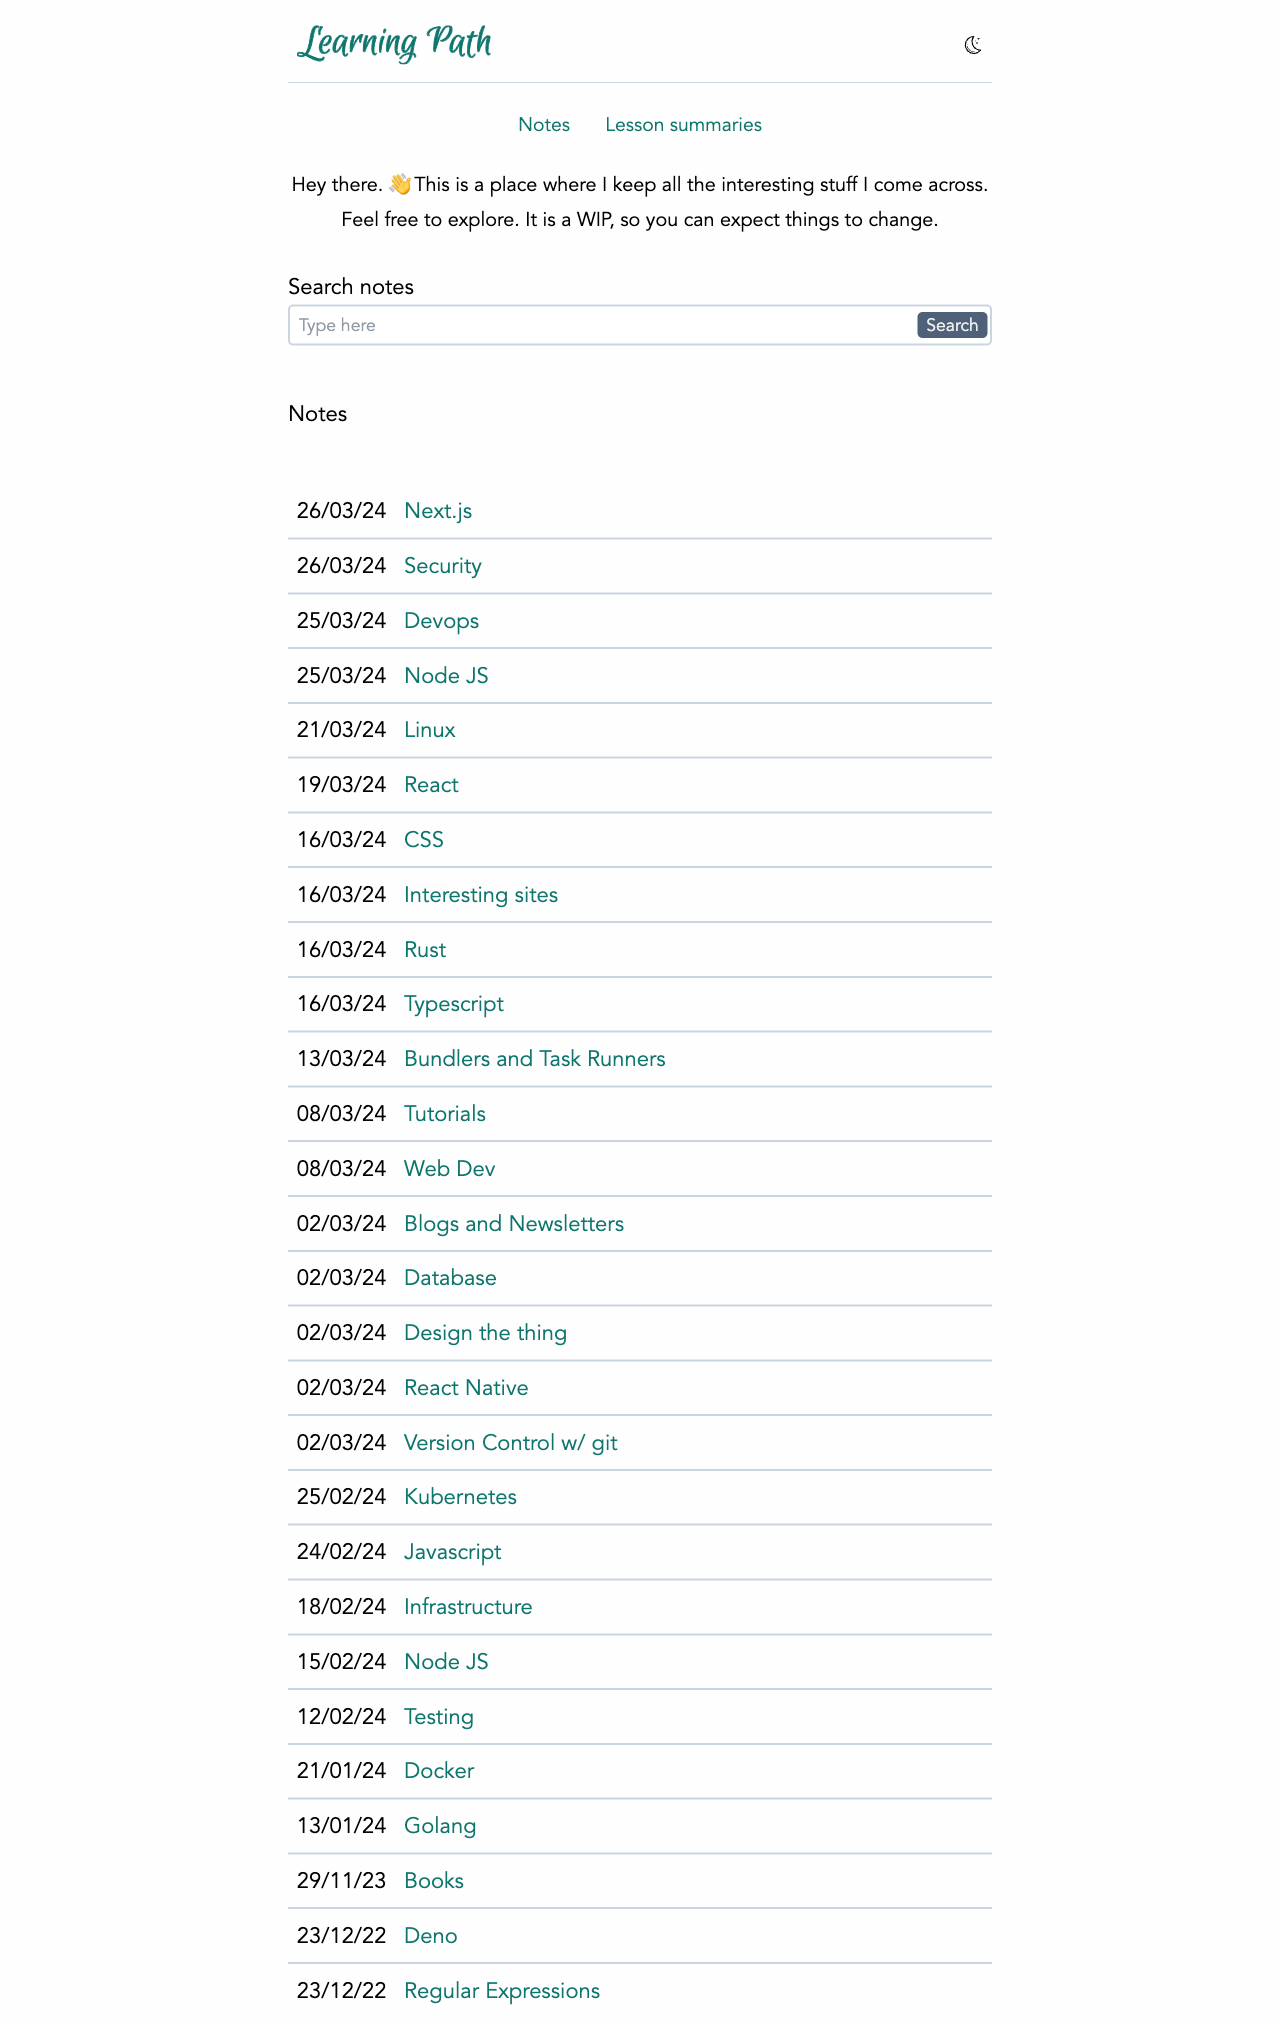 Learning Path
Notes Lesson summaries
Hey there. 👋This is a place where I keep all the interesting stuff I come across.
Feel free to explore. It is a WIP, so you can expect things to change.
Search notes
Type here Search
Notes
26/03/24 Next.js
26/03/24 Security
25/03/24 Devops
25/03/24 Node JS
21/03/24 Linux
19/03/24 React
16/03/24 CSS
16/03/24 Interesting sites
16/03/24 Rust
16/03/24 Typescript
13/03/24 Bundlers and Task Runners
08/03/24 Tutorials
08/03/24 Web Dev
02/03/24 Blogs and Newsletters
02/03/24 Database
02/03/24 Design the thing
02/03/24 React Native
02/03/24 Version Control w/ git
25/02/24 Kubernetes
24/02/24 Javascript
18/02/24 Infrastructure
15/02/24 Node JS
12/02/24 Testing
21/01/24 Docker
13/01/24 Golang
29/11/23 Books
23/12/22 Deno
23/12/22 Regular Expressions